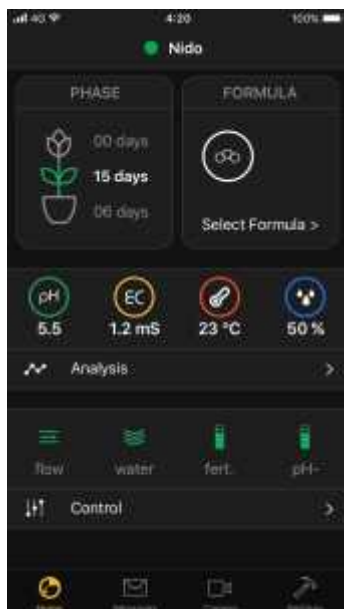 4G
4:20
100%
Nido
PHASE
FORMULA
00 days
15 days
06 days
Select Formula >
pH
EC
5.5
1.2 mS
23 °C
50 %
Analysis >
flow
water
fert.
pH-
Control >